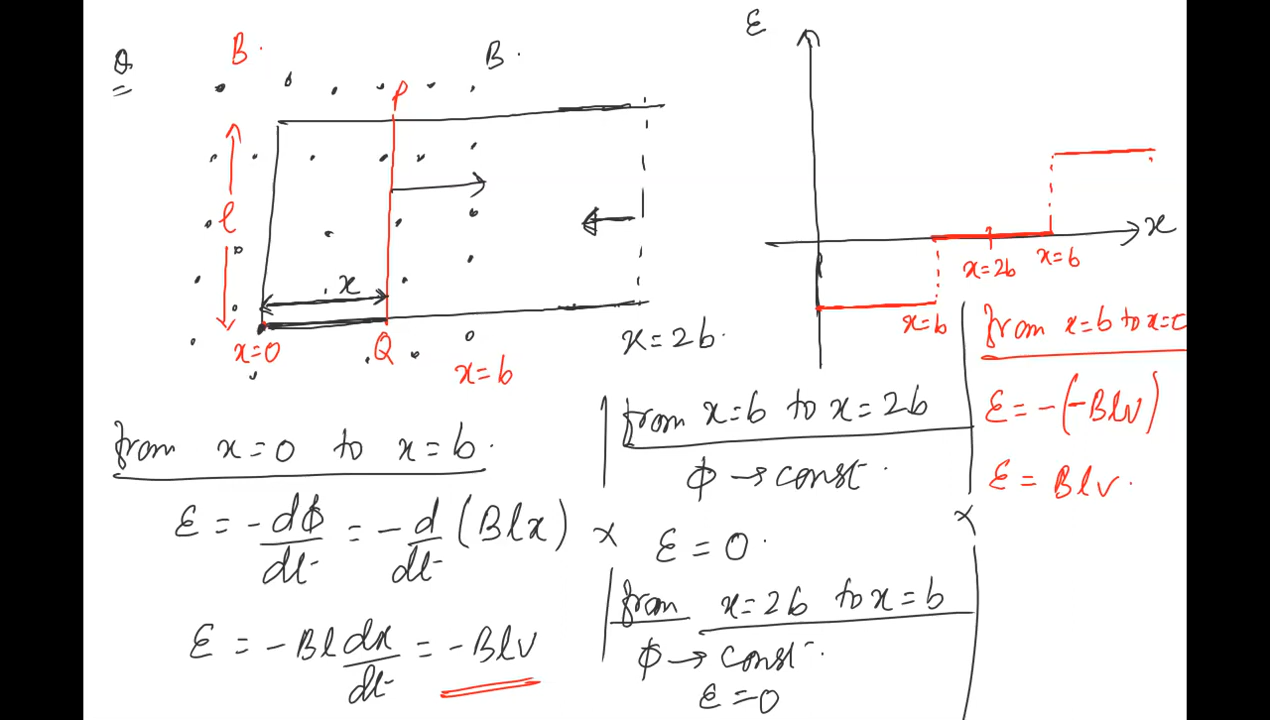 Q
B
B
P
l
x
x=0
Q
x=b
x=2b
ε
x
x=b
x=2b
x=b
from x=0 to x=b.
ε = -dϕ/dt = -d/dt (Blx)
ε = -Bl dx/dt = -Blv
from x=b to x=2b
ϕ → const.
ε = 0.
from x=2b to x=b
ϕ → const.
ε = 0
from x=b to x=
ε = -(-Blv)
ε = Blv.